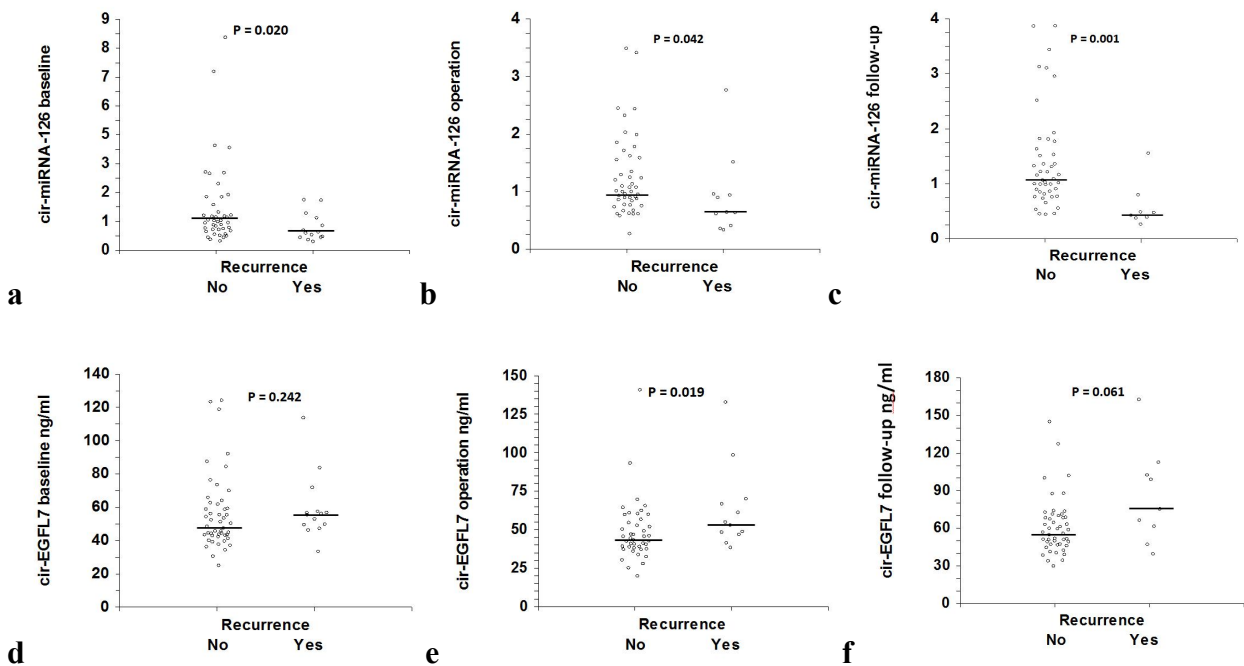 9
8
7
6
5
3
2
1
0
cir-miRNA-126 baseline
P = 0.020
Recurrence
No Yes
a
4
3
2
1
0
cir-miRNA-126 operation
P = 0.042
Recurrence
No Yes
b
4
3
2
1
0
cir-miRNA-126 follow-up
P = 0.001
Recurrence
No Yes
c
140
120
100
80
60
40
20
0
cir-EGFL7 baseline ng/ml
P = 0.242
Recurrence
No Yes
d
150
125
100
75
50
25
0
cir-EGFL7 operation ng/ml
P = 0.019
Recurrence
No Yes
e
180
150
120
90
60
30
0
cir-EGFL7 follow-up ng/ml
P = 0.061
Recurrence
No Yes
f